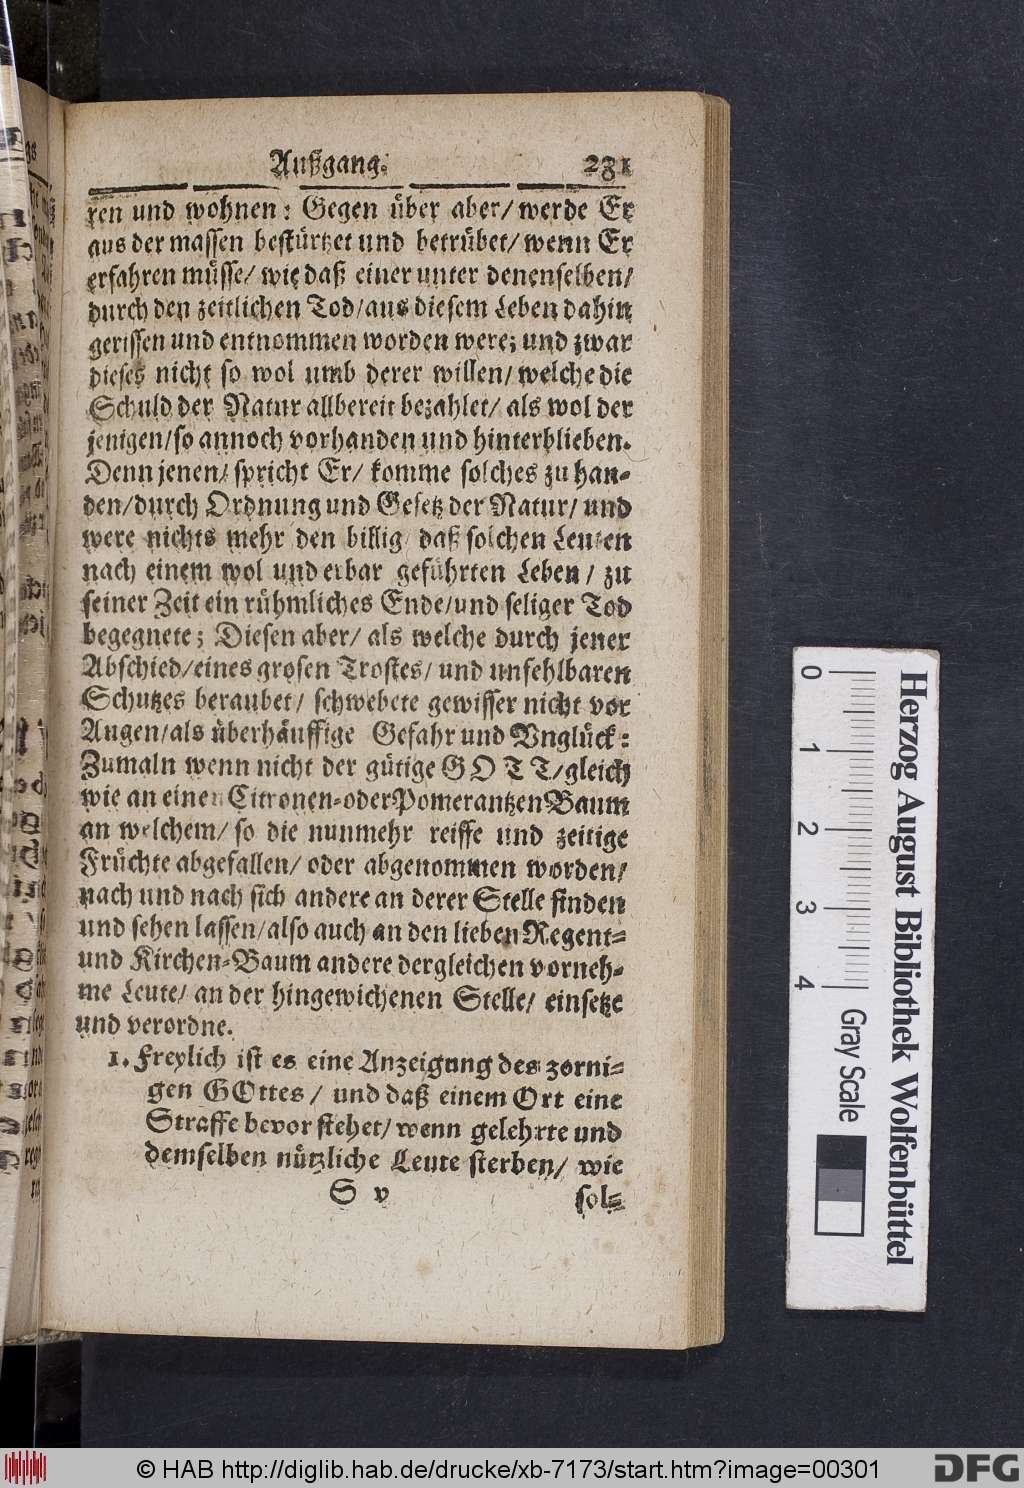 Außgang. 281
ren und wohnen: Gegen über aber/ werde Er
aus der massen bestürtzet und betrübet/ wenn Er
erfahren müsse/ wie daß einer unter denenselben/
durch den zeitlichen Tod/ aus diesem Leben dahin
gerissen und entnommen worden were; und zwar
dieses nicht so wol umb derer willen/ welche die
Schuld der Natur allbereit bezahlet/ als wol der
jenigen/ so annoch vorhanden und hinterblieben.
Denn jenen/ spricht Er/ komme solches zu han-
den/ durch Ordnung und Gesetz der Natur/ und
were nichts mehr den billig daß solchen Leuten
nach einem wol und erbar geführten Leben/ zu
seiner Zeit ein rühmliches Ende/ und seliger Tod
begegnete; Diesen aber/ als welche durch jener
Abschied/ eines grosen Trostes/ und unfehlbaren
Schutzes beraubet/ schwebete gewisser nicht vor
Augen/ als überhäuffige Gefahr und Vnglück:
Zumaln wenn nicht der gütige GOTT/ gleich
wie an einen Citronen- oder Pomerantzen Baum
an welchem/ so die nunmehr reiffe und zeitige
Früchte abgefallen/ oder abgenommen worden/
nach und nach sich andere an derer Stelle finden
und sehen lassen/ also auch an den lieben Regent-
und Kirchen-Baum andere dergleichen vorneh-
me Leute/ an der hingewichenen Stelle/ einsetze
und verordne.
1. Freylich ist es eine Anzeigung des zorni-
gen GOttes/ und daß einem Ort eine
Straffe bevor stehet/ wenn gelehrte und
demselben nützliche Leute sterben/ wie
S v sol-
0 1 2 3 4
Herzog August Bibliothek Wolfenbüttel
Gray Scale
© HAB http://diglib.hab.de/drucke/xb-7173/start.htm?image=00301
DFG